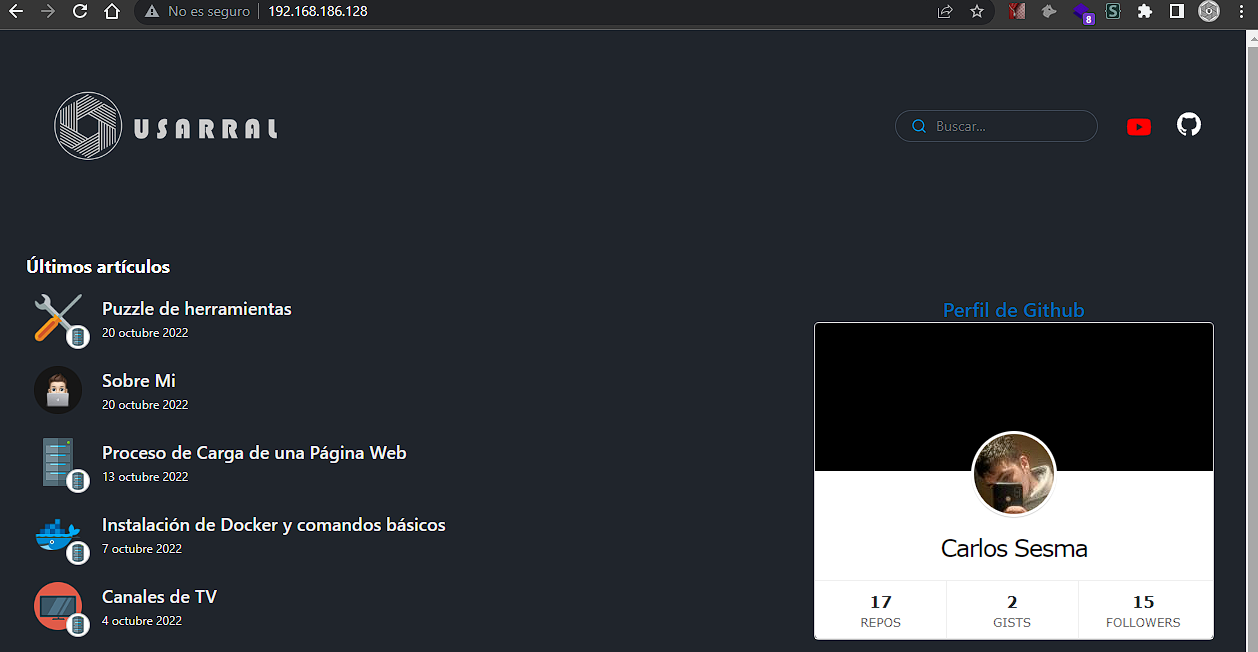 No es seguro 192.168.186.128
8
S
USARRAL
Buscar...
Últimos artículos
Puzzle de herramientas
20 octubre 2022
Sobre Mi
20 octubre 2022
Proceso de Carga de una Página Web
13 octubre 2022
Instalación de Docker y comandos básicos
7 octubre 2022
Canales de TV
4 octubre 2022
Perfil de Github
Carlos Sesma
17 2 15
REPOS GISTS FOLLOWERS